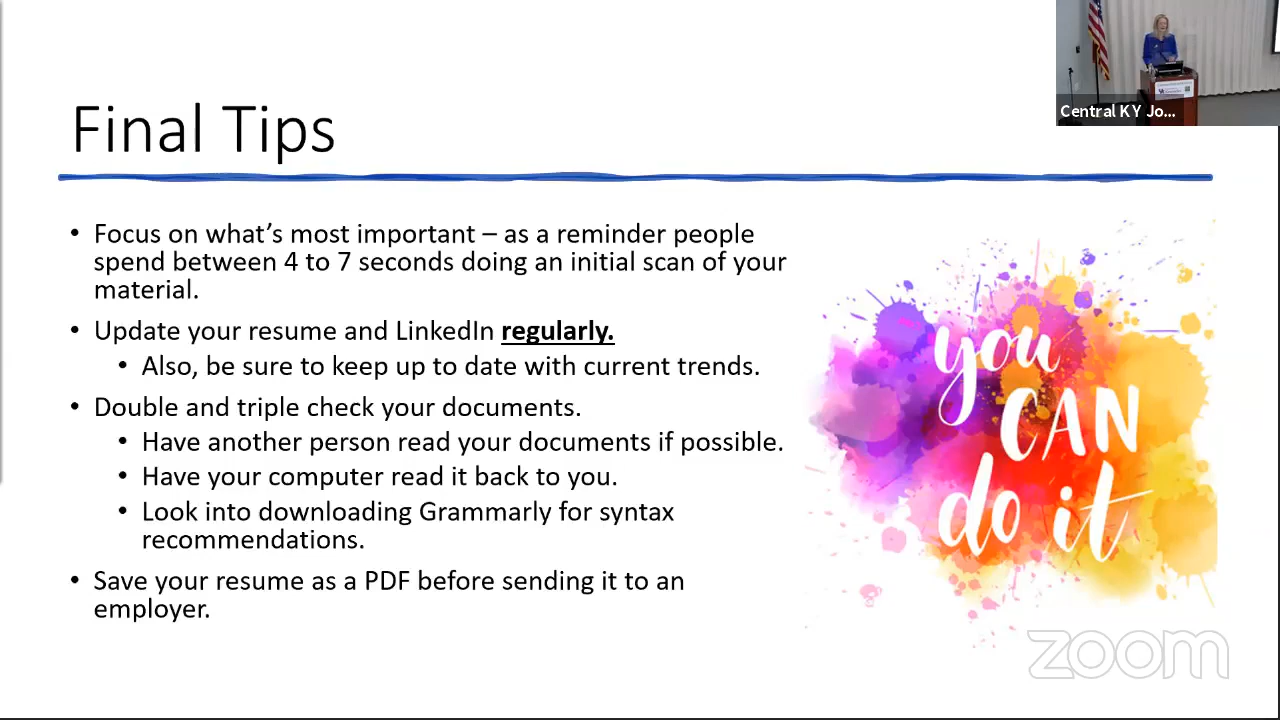 Final Tips
Central KY Jo...
• Focus on what's most important – as a reminder people
spend between 4 to 7 seconds doing an initial scan of your
material.
• Update your resume and LinkedIn regularly.
• Also, be sure to keep up to date with current trends.
• Double and triple check your documents.
• Have another person read your documents if possible.
• Have your computer read it back to you.
• Look into downloading Grammarly for syntax
recommendations.
• Save your resume as a PDF before sending it to an
employer.
you
CAN
do it
zoom